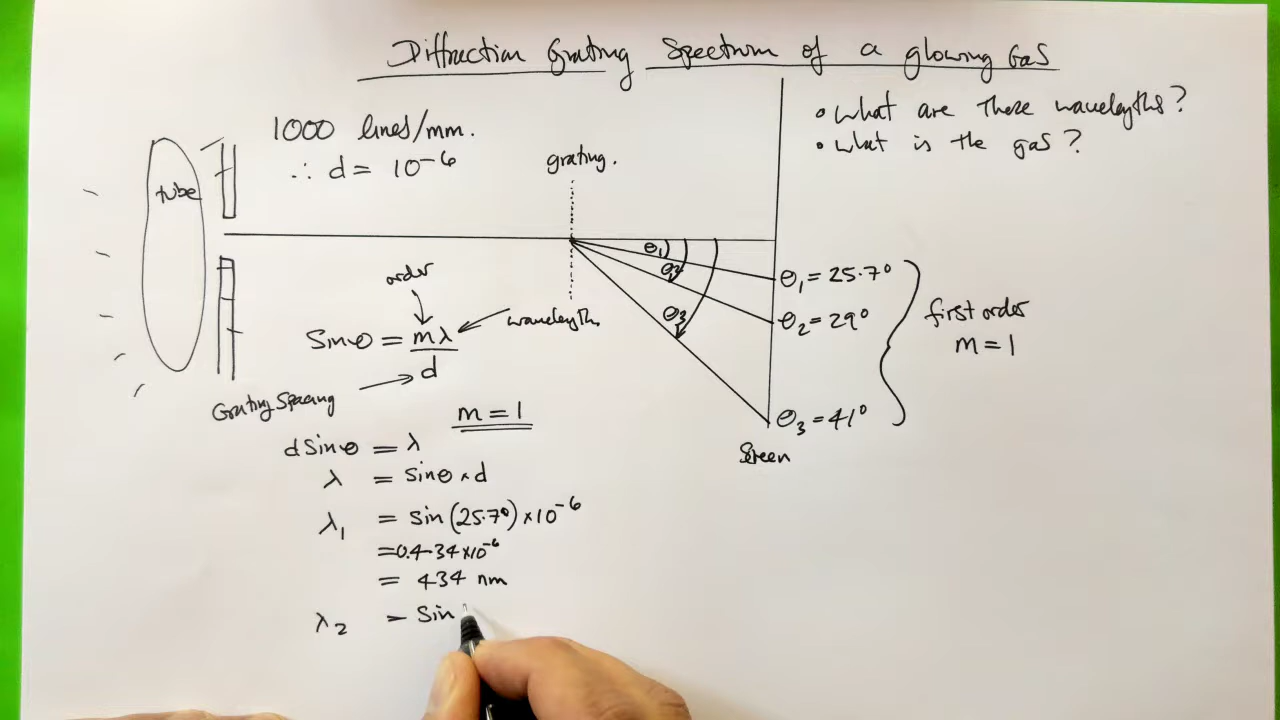 Diffraction Grating Spectrum of a glowing Gas
• What are these wavelengths?
• What is the gas?
1000 lines/mm.
∴ d = 10⁻⁶
tube
grating.
θ₁
θ₂
θ₃
θ₁ = 25.7°
θ₂ = 29°
θ₃ = 41°
first order
m = 1
Screen
order
wavelength
Sinθ = mλ
d
Grating Spacing
m = 1
d Sinθ = λ
λ = sinθ × d
λ₁ = sin(25.7°) × 10⁻⁶
= 0.434 × 10⁻⁶
= 434 nm
λ₂ = Sin